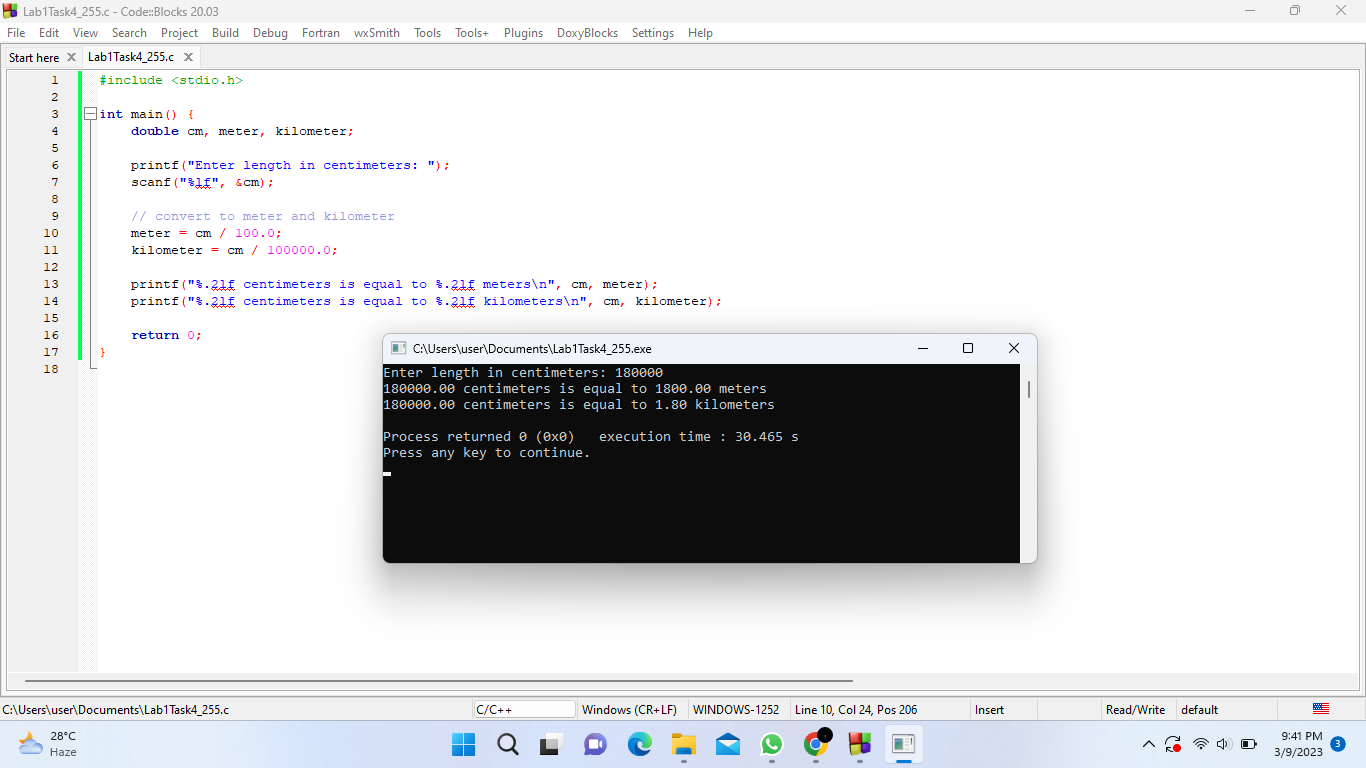 Lab1Task4_255.c - Code::Blocks 20.03
File Edit View Search Project Build Debug Fortran wxSmith Tools Tools+ Plugins DoxyBlocks Settings Help
Start here Lab1Task4_255.c
1 #include <stdio.h>
2
3 int main() {
4 double cm, meter, kilometer;
5
6 printf("Enter length in centimeters: ");
7 scanf("%lf", &cm);
8
9 // convert to meter and kilometer
10 meter = cm / 100.0;
11 kilometer = cm / 100000.0;
12
13 printf("%.2lf centimeters is equal to %.2lf meters\n", cm, meter);
14 printf("%.2lf centimeters is equal to %.2lf kilometers\n", cm, kilometer);
15
16 return 0;
17 }
18
C:\Users\user\Documents\Lab1Task4_255.exe
Enter length in centimeters: 180000
180000.00 centimeters is equal to 1800.00 meters
180000.00 centimeters is equal to 1.80 kilometers
Process returned 0 (0x0) execution time : 30.465 s
Press any key to continue.
C:\Users\user\Documents\Lab1Task4_255.c C/C++ Windows (CR+LF) WINDOWS-1252 Line 10, Col 24, Pos 206 Insert Read/Write default
28°C
Haze
9:41 PM
3/9/2023
3